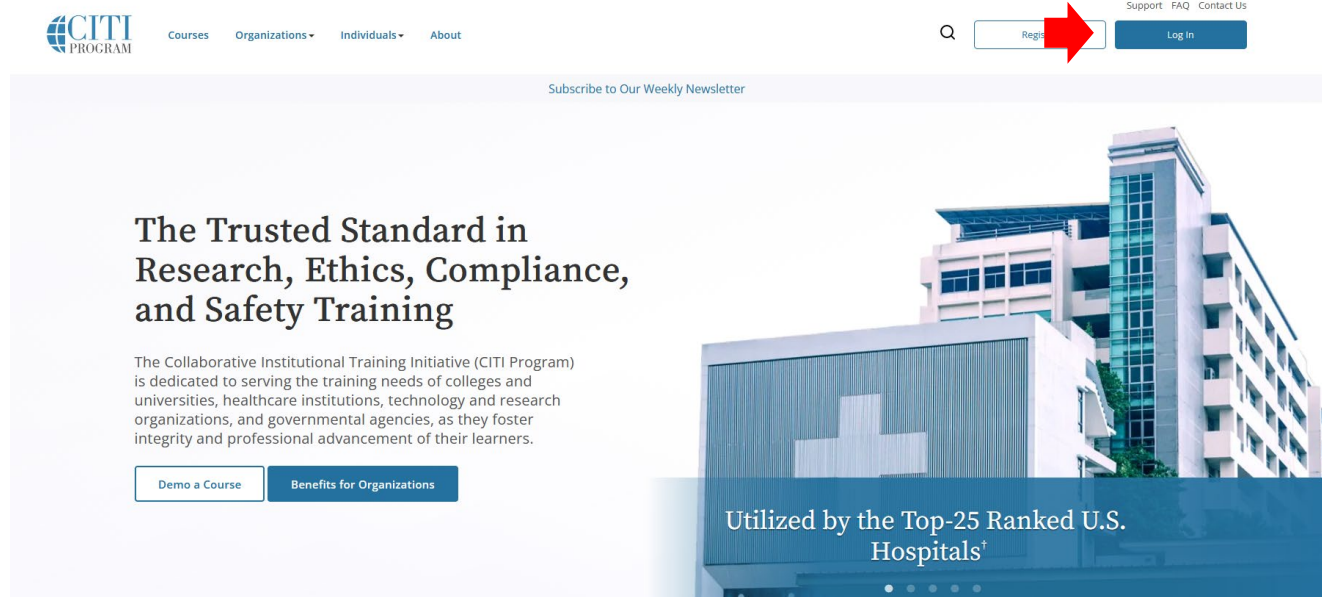 Support FAQ Contact Us
CITI
PROGRAM
Courses Organizations Individuals About
Log In
Subscribe to Our Weekly Newsletter
The Trusted Standard in
Research, Ethics, Compliance,
and Safety Training
The Collaborative Institutional Training Initiative (CITI Program)
is dedicated to serving the training needs of colleges and
universities, healthcare institutions, technology and research
organizations, and governmental agencies, as they foster
integrity and professional advancement of their learners.
Demo a Course Benefits for Organizations
Utilized by the Top-25 Ranked U.S.
Hospitals†